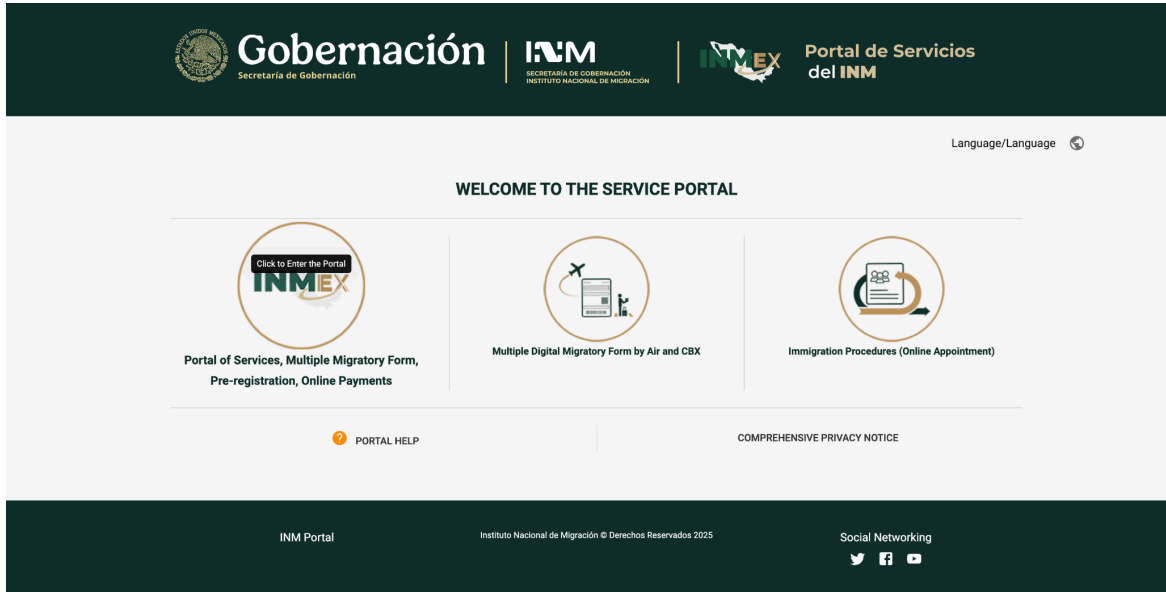 ESTADOS UNIDOS MEXICANOS
Gobernación
Secretaría de Gobernación
INM
SECRETARÍA DE GOBERNACIÓN
INSTITUTO NACIONAL DE MIGRACIÓN
INMEX
Portal de Servicios
del INM
Language/Language
WELCOME TO THE SERVICE PORTAL
Click to Enter the Portal
INMEX
Portal of Services, Multiple Migratory Form,
Pre-registration, Online Payments
Multiple Digital Migratory Form by Air and CBX
Immigration Procedures (Online Appointment)
? PORTAL HELP
COMPREHENSIVE PRIVACY NOTICE
INM Portal
Instituto Nacional de Migración © Derechos Reservados 2025
Social Networking